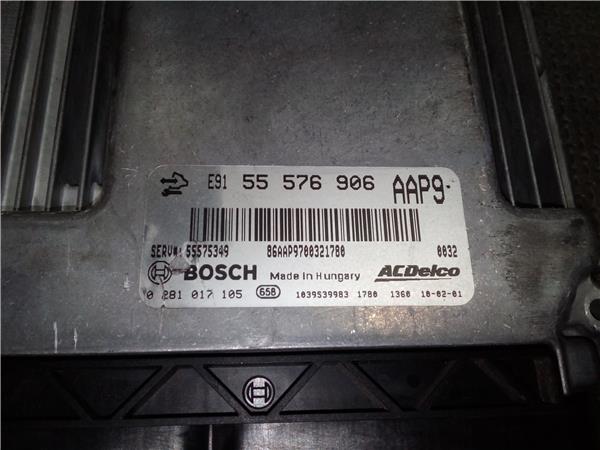 E91 55 576 906 AAP9-
SERV#: 55575349 86AAP9700321780 0032
BOSCH Made in Hungary ACDelco
0 281 017 105 658 1039S39983 1780 1360 10-02-01